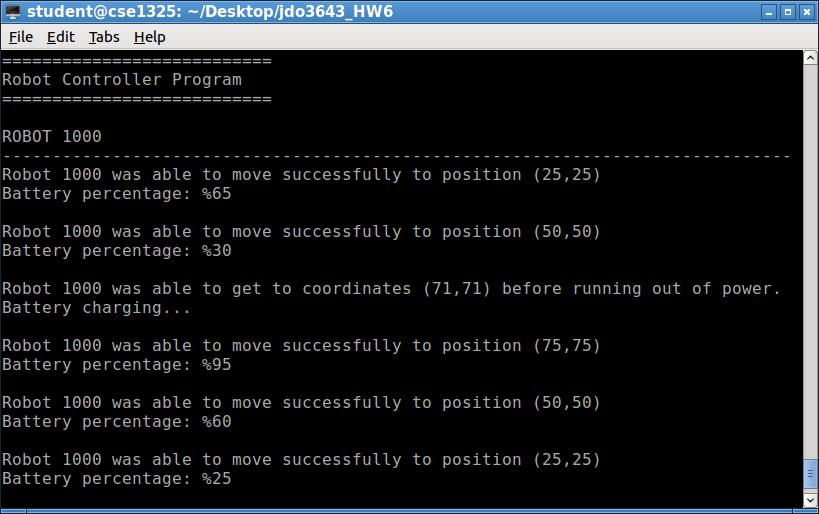 student@cse1325: ~/Desktop/jdo3643_HW6
File Edit Tabs Help
===========================
Robot Controller Program
===========================
ROBOT 1000
-------------------------------------------------------------------------------
Robot 1000 was able to move successfully to position (25,25)
Battery percentage: %65
Robot 1000 was able to move successfully to position (50,50)
Battery percentage: %30
Robot 1000 was able to get to coordinates (71,71) before running out of power.
Battery charging...
Robot 1000 was able to move successfully to position (75,75)
Battery percentage: %95
Robot 1000 was able to move successfully to position (50,50)
Battery percentage: %60
Robot 1000 was able to move successfully to position (25,25)
Battery percentage: %25